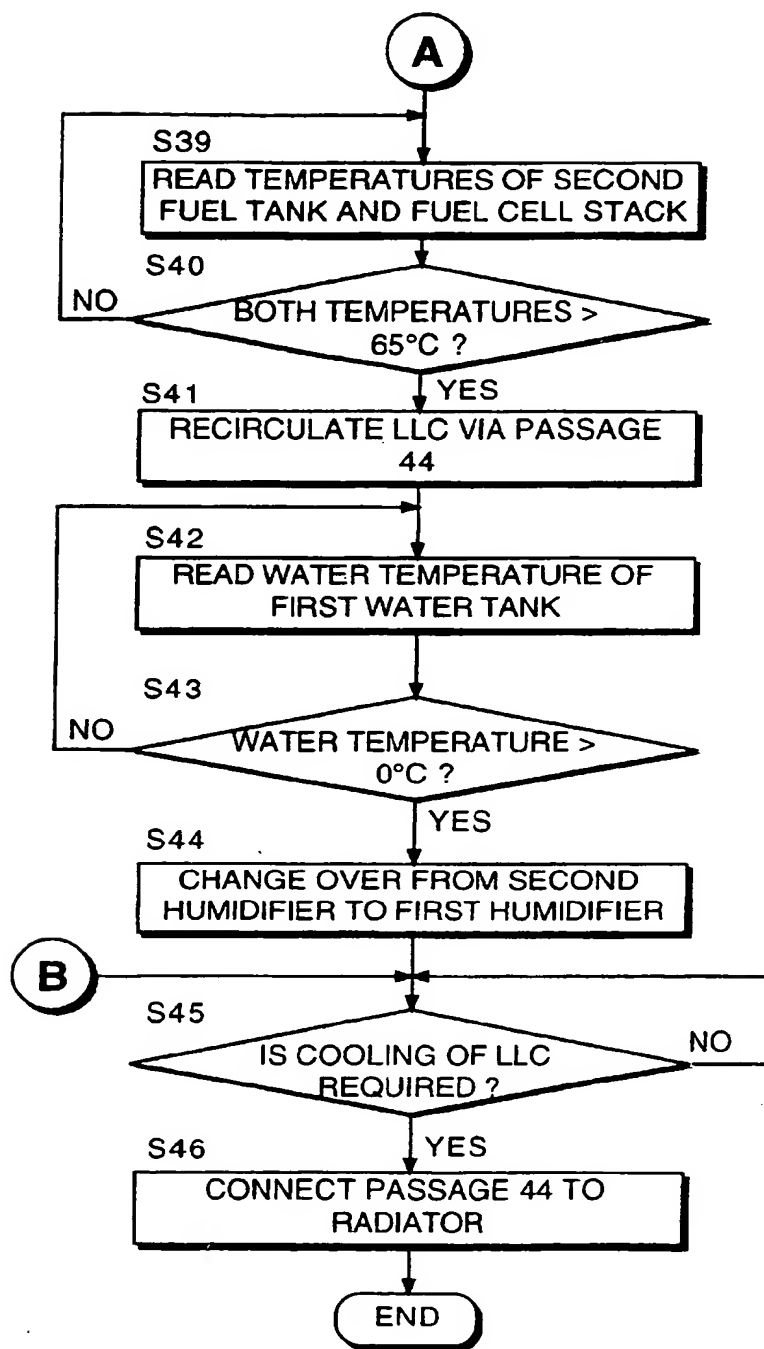 A
S39
READ TEMPERATURES OF SECOND
FUEL TANK AND FUEL CELL STACK
S40
NO
BOTH TEMPERATURES >
65°C ?
YES
S41
RECIRCULATE LLC VIA PASSAGE
44
S42
READ WATER TEMPERATURE OF
FIRST WATER TANK
S43
NO
WATER TEMPERATURE >
0°C ?
YES
S44
CHANGE OVER FROM SECOND
HUMIDIFIER TO FIRST HUMIDIFIER
B
S45
NO
IS COOLING OF LLC
REQUIRED ?
YES
S46
CONNECT PASSAGE 44 TO
RADIATOR
END